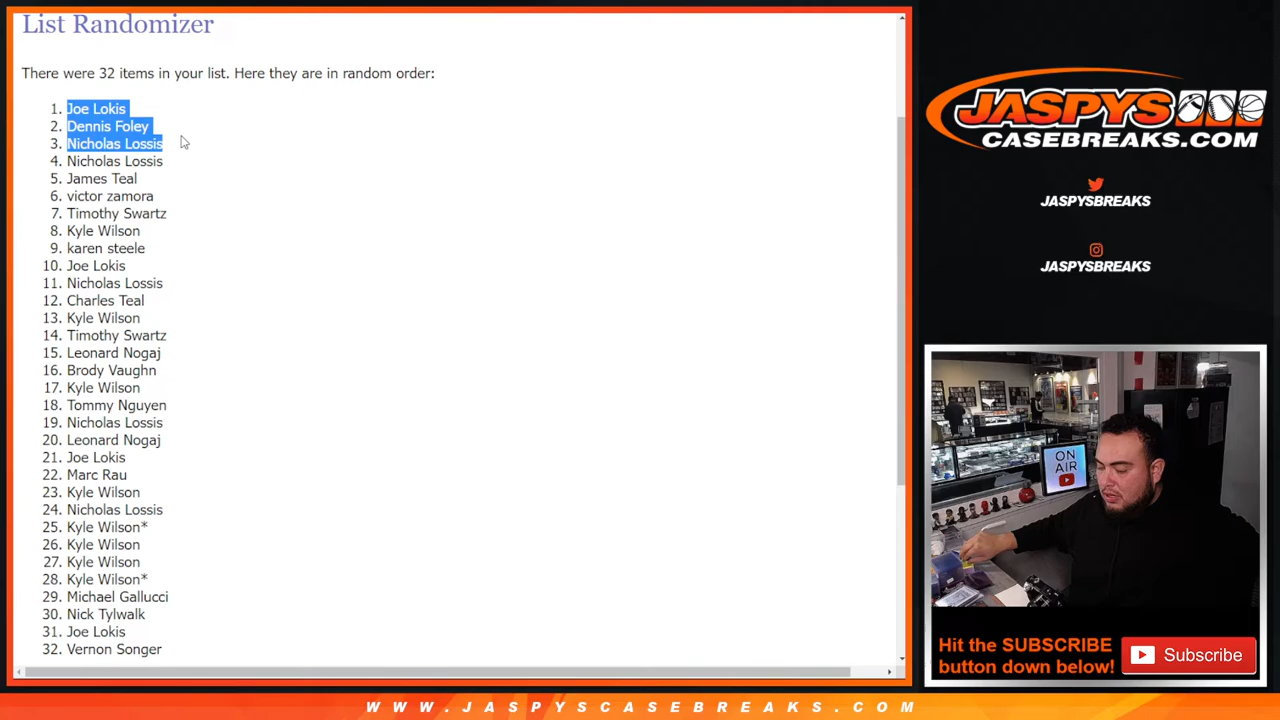 List Randomizer
There were 32 items in your list. Here they are in random order:
1. Joe Lokis
2. Dennis Foley
3. Nicholas Lossis
4. Nicholas Lossis
5. James Teal
6. victor zamora
7. Timothy Swartz
8. Kyle Wilson
9. karen steele
10. Joe Lokis
11. Nicholas Lossis
12. Charles Teal
13. Kyle Wilson
14. Timothy Swartz
15. Leonard Nogaj
16. Brody Vaughn
17. Kyle Wilson
18. Tommy Nguyen
19. Nicholas Lossis
20. Leonard Nogaj
21. Joe Lokis
22. Marc Rau
23. Kyle Wilson
24. Nicholas Lossis
25. Kyle Wilson*
26. Kyle Wilson
27. Kyle Wilson
28. Kyle Wilson*
29. Michael Gallucci
30. Nick Tylwalk
31. Joe Lokis
32. Vernon Songer
JASPYS
CASEBREAKS.COM
JASPYSBREAKS
JASPYSBREAKS
ON
AIR
Hit the SUBSCRIBE
button down below!
Subscribe
WWW.JASPYSCASEBREAKS.COM